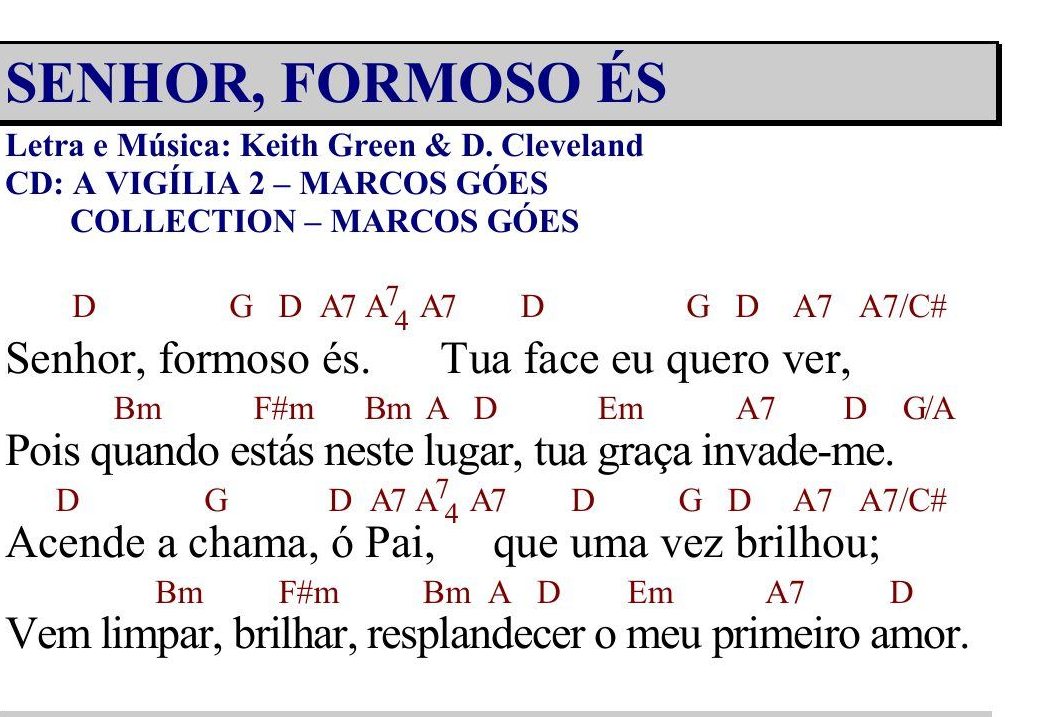 SENHOR, FORMOSO ÉS
Letra e Música: Keith Green & D. Cleveland
CD: A VIGÍLIA 2 – MARCOS GÓES
COLLECTION – MARCOS GÓES
D G D A7 A7 4 A7 D G D A7 A7/C#
Senhor, formoso és. Tua face eu quero ver,
Bm F#m Bm A D Em A7 D G/A
Pois quando estás neste lugar, tua graça invade-me.
D G D A7 A7 4 A7 D G D A7 A7/C#
Acende a chama, ó Pai, que uma vez brilhou;
Bm F#m Bm A D Em A7 D
Vem limpar, brilhar, resplandecer o meu primeiro amor.